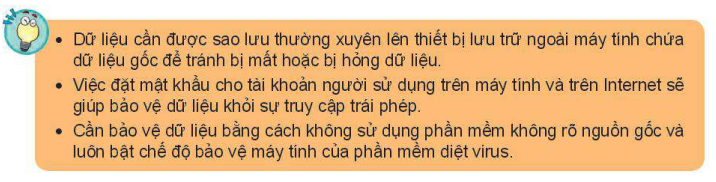 • Dữ liệu cần được sao lưu thường xuyên lên thiết bị lưu trữ ngoài máy tính chứa
dữ liệu gốc để tránh bị mất hoặc bị hỏng dữ liệu.
• Việc đặt mật khẩu cho tài khoản người sử dụng trên máy tính và trên Internet sẽ
giúp bảo vệ dữ liệu khỏi sự truy cập trái phép.
• Cần bảo vệ dữ liệu bằng cách không sử dụng phần mềm không rõ nguồn gốc và
luôn bật chế độ bảo vệ máy tính của phần mềm diệt virus.